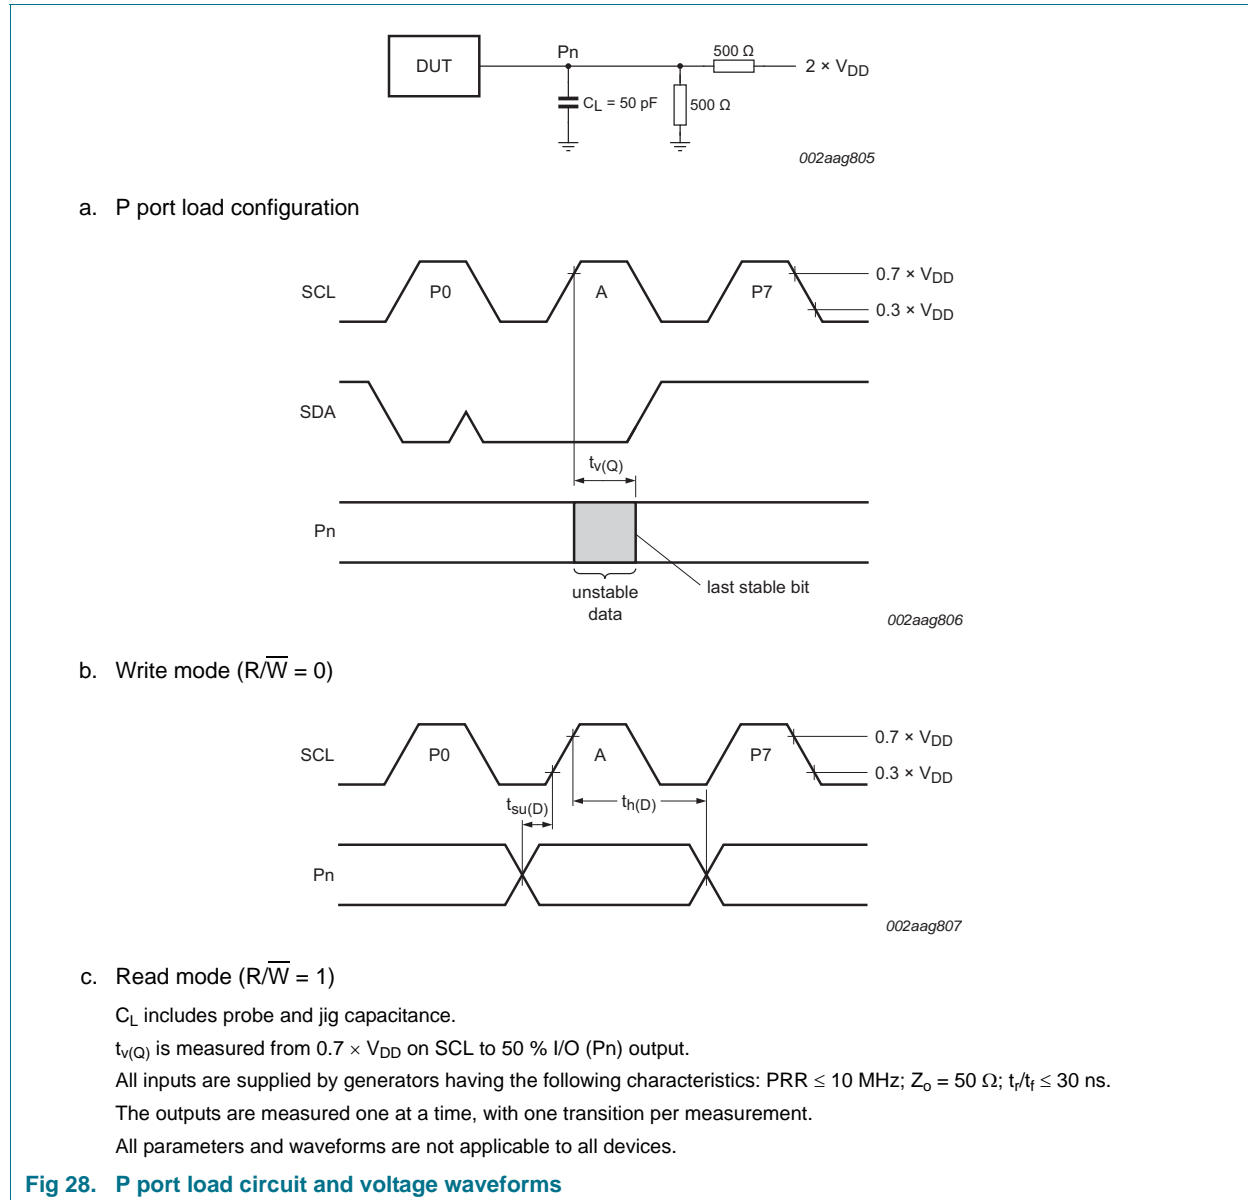 DUT
Pn
500 Ω
2 × VDD
CL = 50 pF
500 Ω
002aag805
a. P port load configuration
SCL
P0
A
P7
0.7 × VDD
0.3 × VDD
SDA
tv(Q)
Pn
unstable
data
last stable bit
002aag806
b. Write mode (R/W̅ = 0)
SCL
P0
A
P7
0.7 × VDD
0.3 × VDD
tsu(D)
th(D)
Pn
002aag807
c. Read mode (R/W̅ = 1)
CL includes probe and jig capacitance.
tv(Q) is measured from 0.7 × VDD on SCL to 50 % I/O (Pn) output.
All inputs are supplied by generators having the following characteristics: PRR ≤ 10 MHz; Zo = 50 Ω; tr/tf ≤ 30 ns.
The outputs are measured one at a time, with one transition per measurement.
All parameters and waveforms are not applicable to all devices.
Fig 28. P port load circuit and voltage waveforms